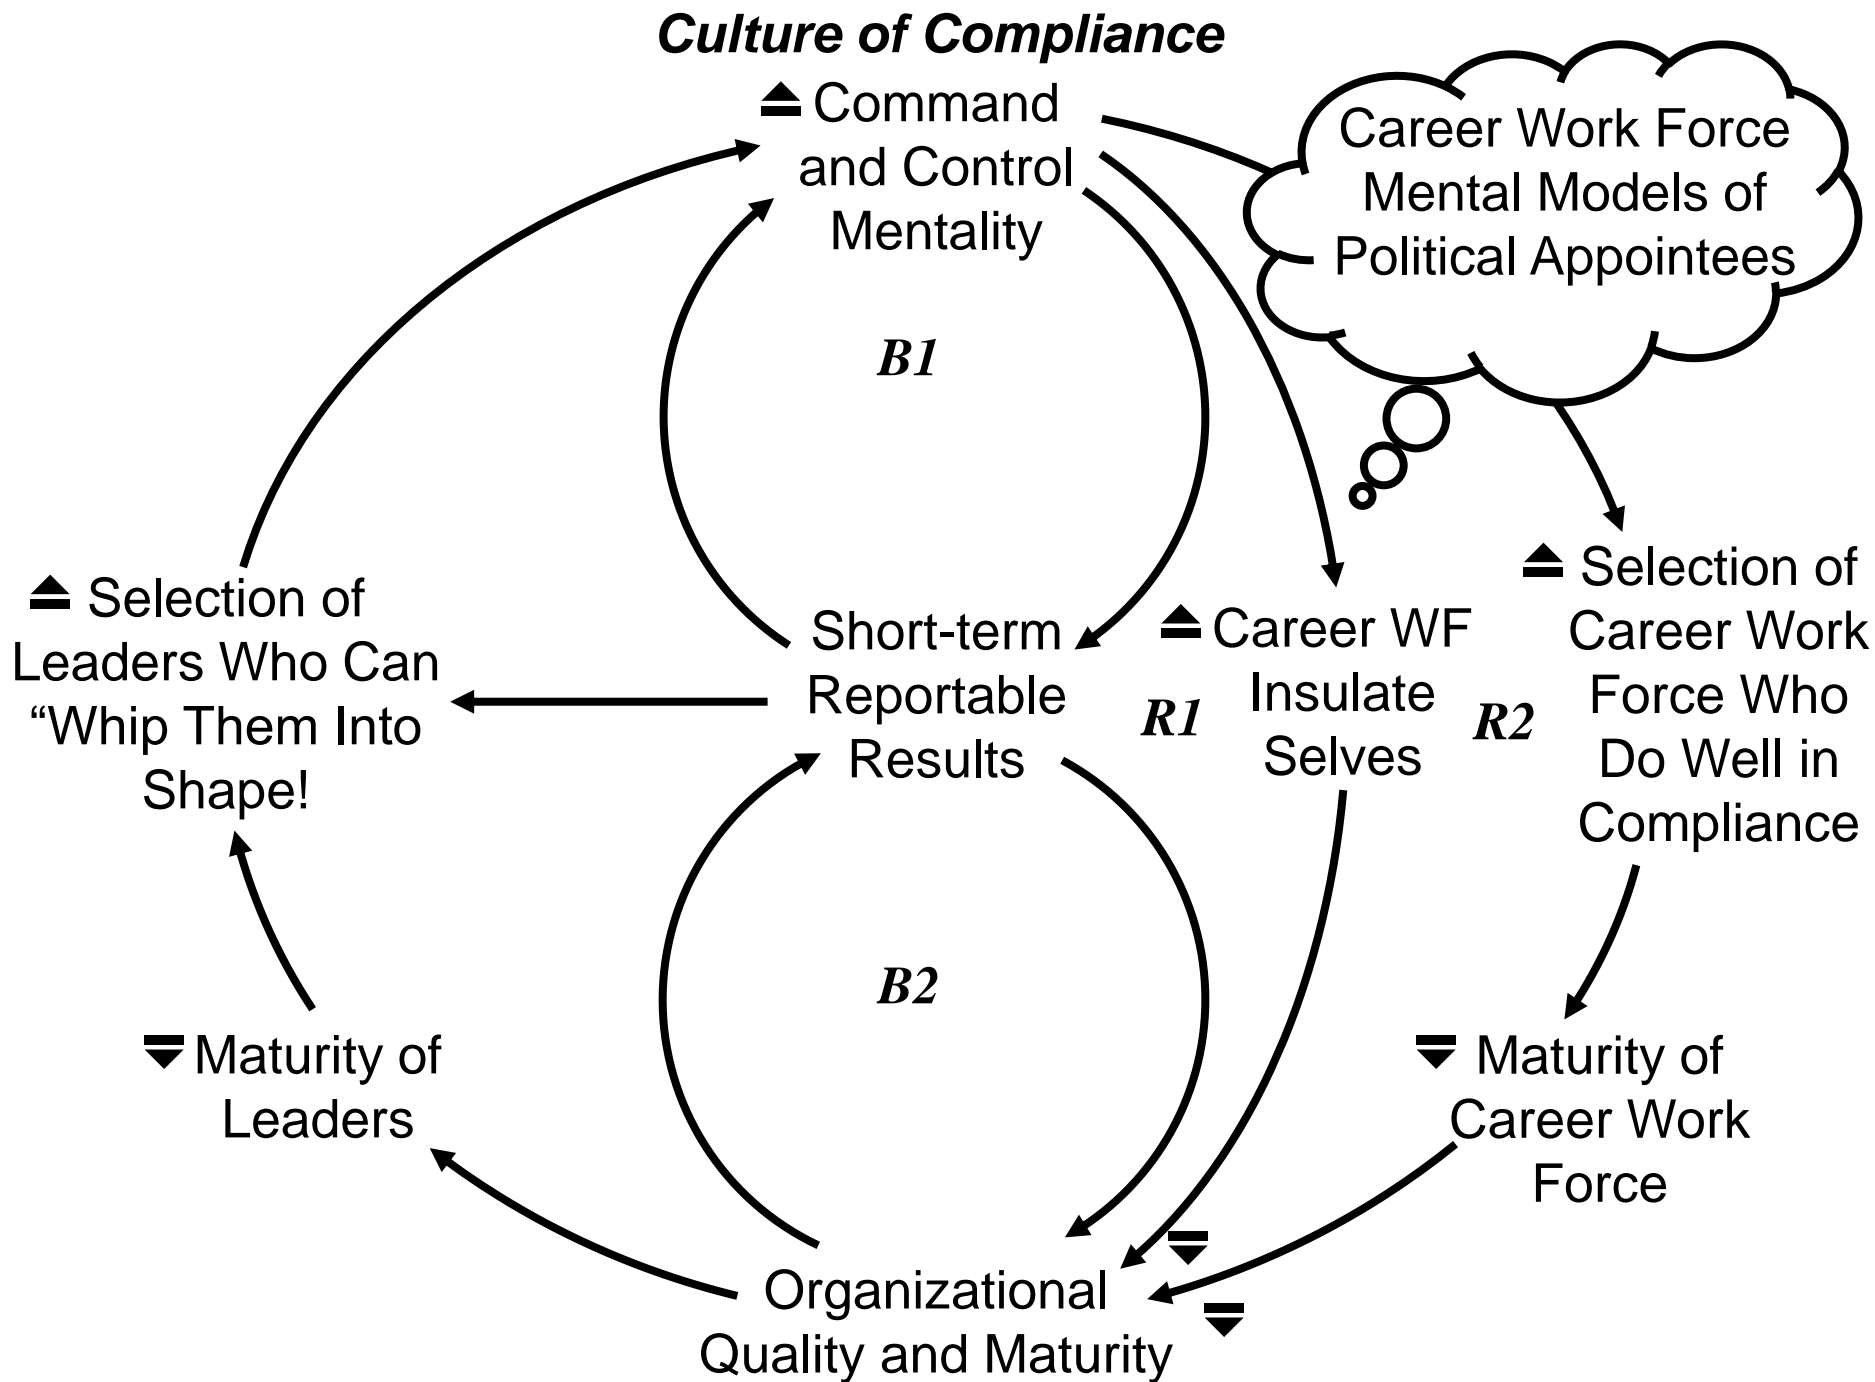 Culture of Compliance
Command
and Control
Mentality
Career Work Force
Mental Models of
Political Appointees
B1
Selection of
Leaders Who Can
“Whip Them Into
Shape!
Short-term
Reportable
Results
R1
Career WF
Insulate
Selves
R2
Selection of
Career Work
Force Who
Do Well in
Compliance
B2
Maturity of
Leaders
Maturity of
Career Work
Force
Organizational
Quality and Maturity